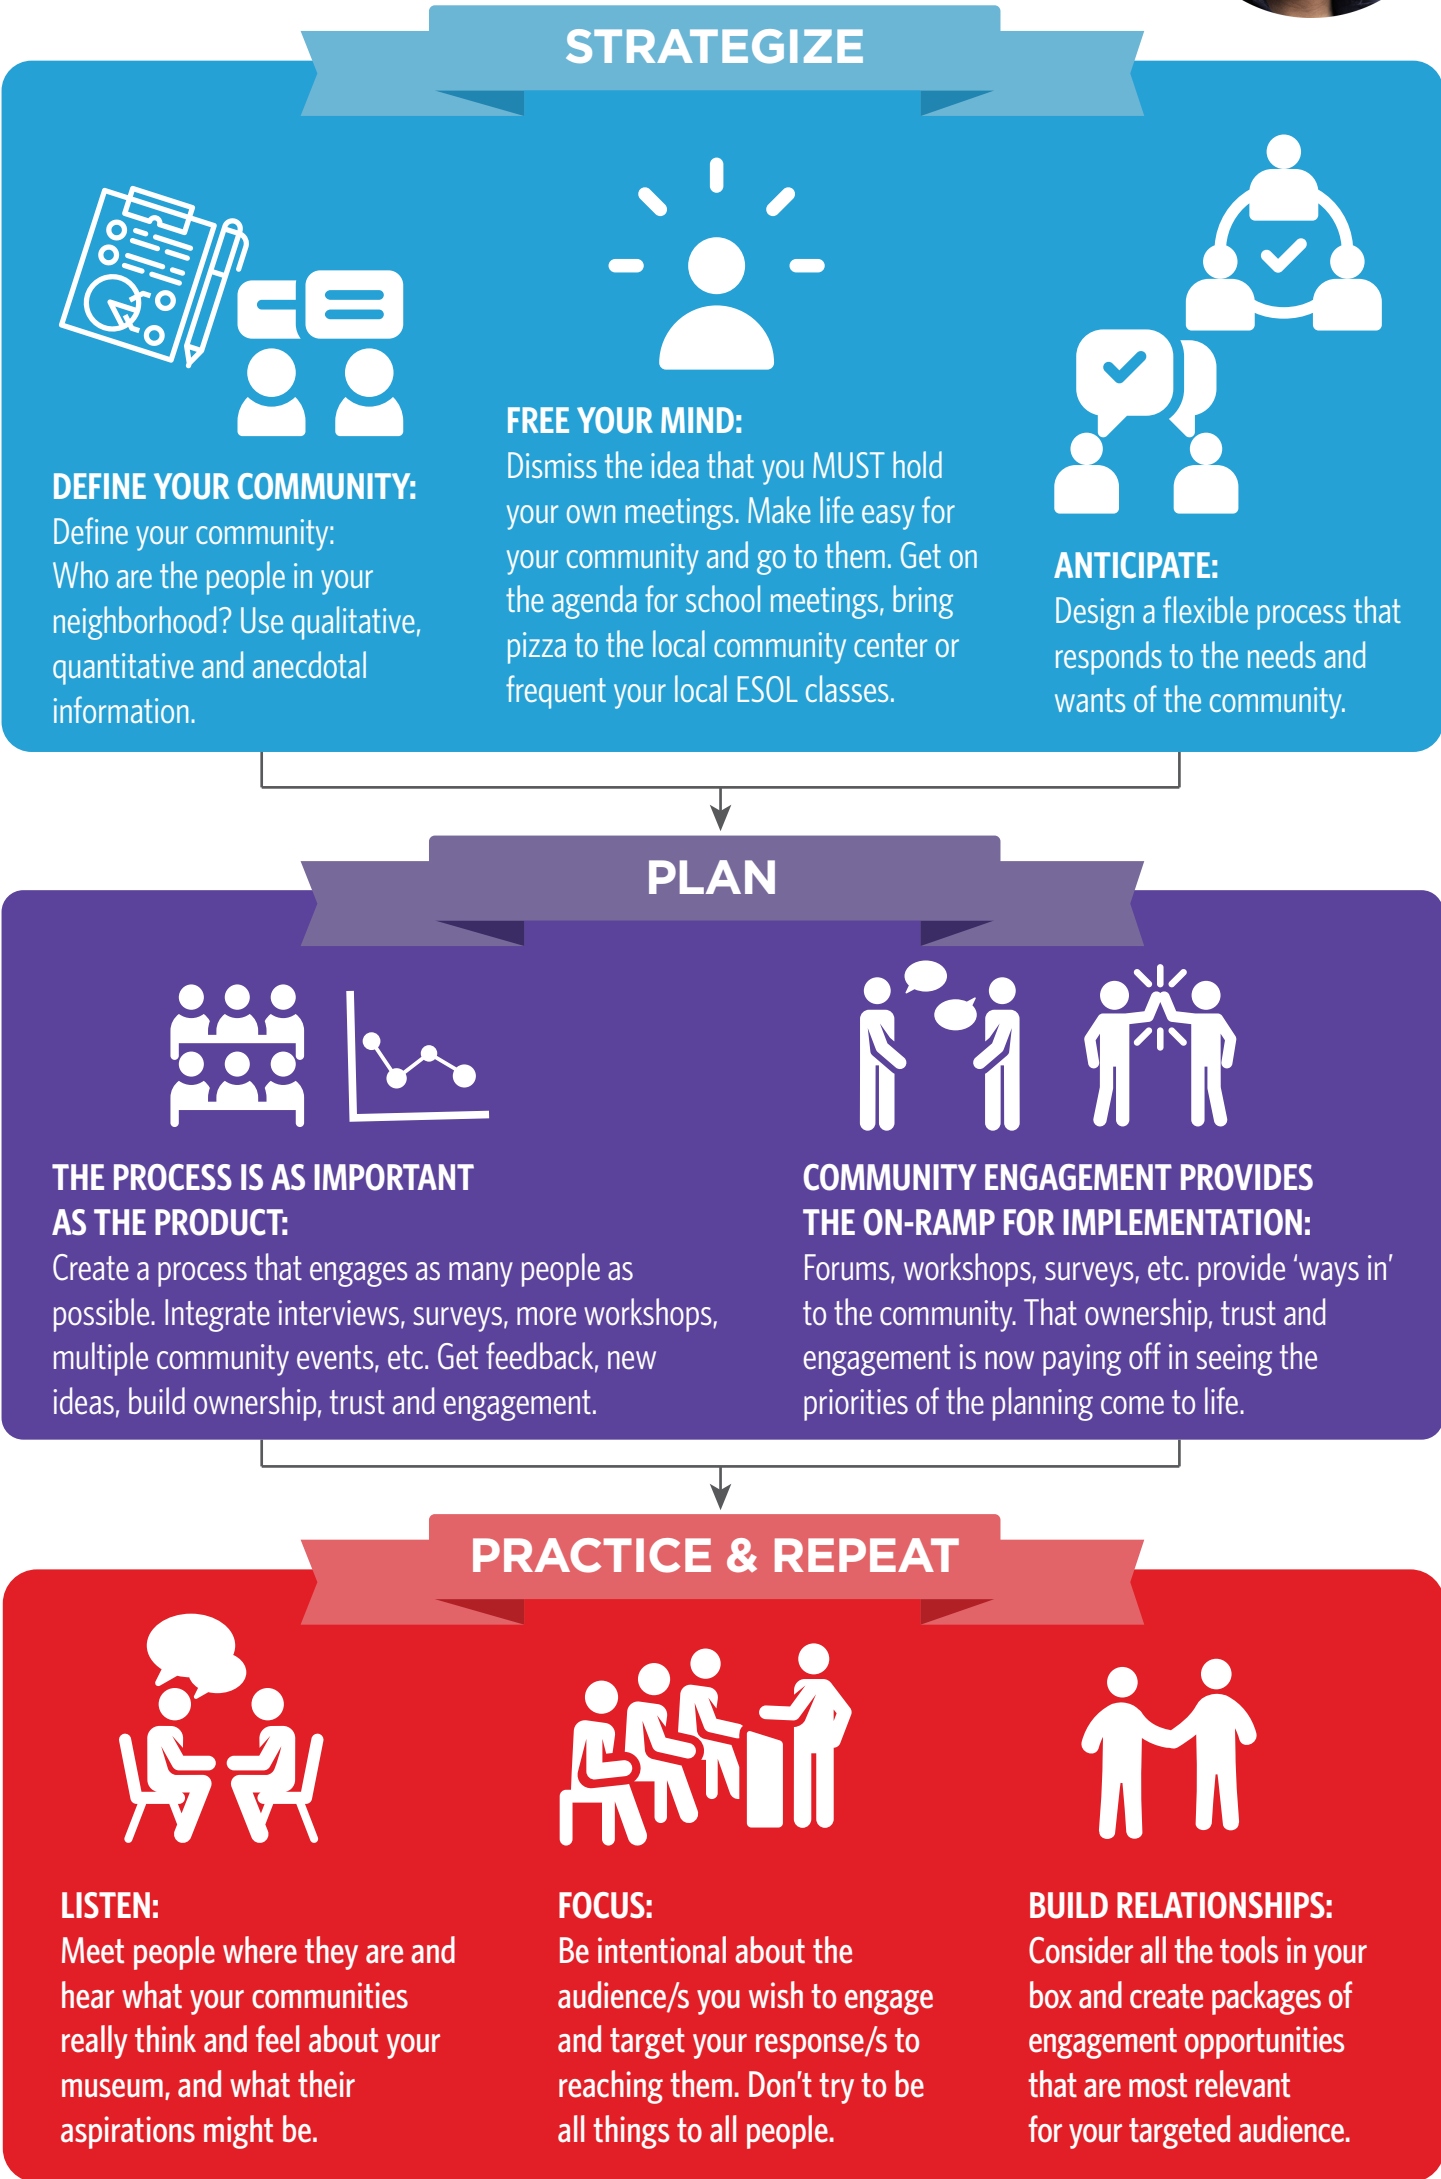 STRATEGIZE
DEFINE YOUR COMMUNITY:
Define your community:
Who are the people in your
neighborhood? Use qualitative,
quantitative and anecdotal
information.
FREE YOUR MIND:
Dismiss the idea that you MUST hold
your own meetings. Make life easy for
your community and go to them. Get on
the agenda for school meetings, bring
pizza to the local community center or
frequent your local ESOL classes.
ANTICIPATE:
Design a flexible process that
responds to the needs and
wants of the community.
PLAN
THE PROCESS IS AS IMPORTANT
AS THE PRODUCT:
Create a process that engages as many people as
possible. Integrate interviews, surveys, more workshops,
multiple community events, etc. Get feedback, new
ideas, build ownership, trust and engagement.
COMMUNITY ENGAGEMENT PROVIDES
THE ON-RAMP FOR IMPLEMENTATION:
Forums, workshops, surveys, etc. provide ‘ways in’
to the community. That ownership, trust and
engagement is now paying off in seeing the
priorities of the planning come to life.
PRACTICE & REPEAT
LISTEN:
Meet people where they are and
hear what your communities
really think and feel about your
museum, and what their
aspirations might be.
FOCUS:
Be intentional about the
audience/s you wish to engage
and target your response/s to
reaching them. Don’t try to be
all things to all people.
BUILD RELATIONSHIPS:
Consider all the tools in your
box and create packages of
engagement opportunities
that are most relevant
for your targeted audience.